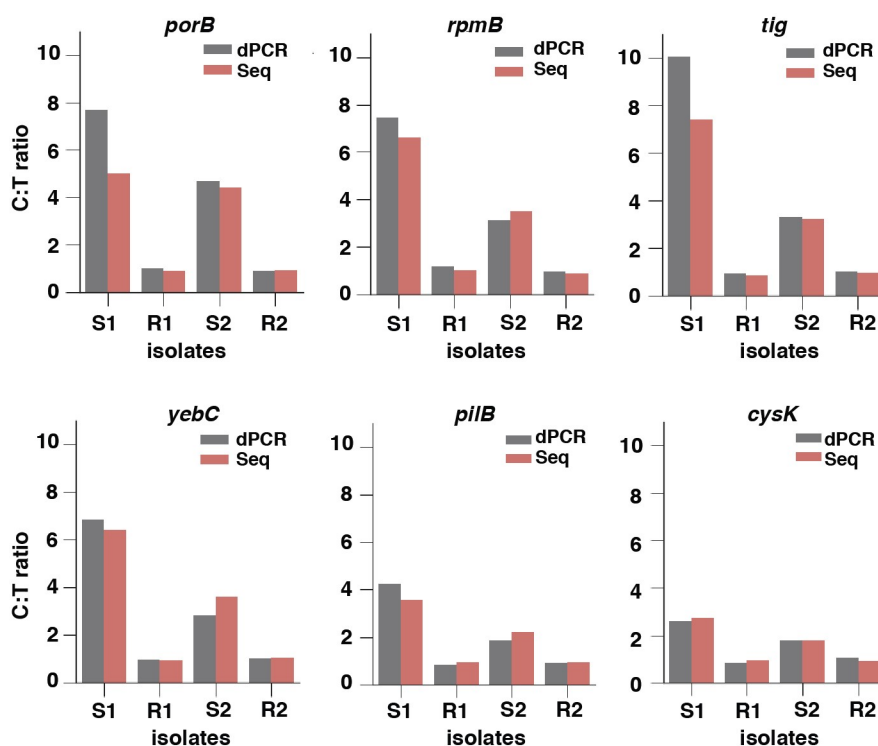 porB
10
8
6
4
2
0
C:T ratio
dPCR
Seq
S1 R1 S2 R2
isolates
rpmB
10
8
6
4
2
0
dPCR
Seq
S1 R1 S2 R2
isolates
tig
10
8
6
4
2
0
dPCR
Seq
S1 R1 S2 R2
isolates
yebC
10
8
6
4
2
0
C:T ratio
dPCR
Seq
S1 R1 S2 R2
isolates
pilB
10
8
6
4
2
0
dPCR
Seq
S1 R1 S2 R2
isolates
cysK
10
8
6
4
2
0
dPCR
Seq
S1 R1 S2 R2
isolates